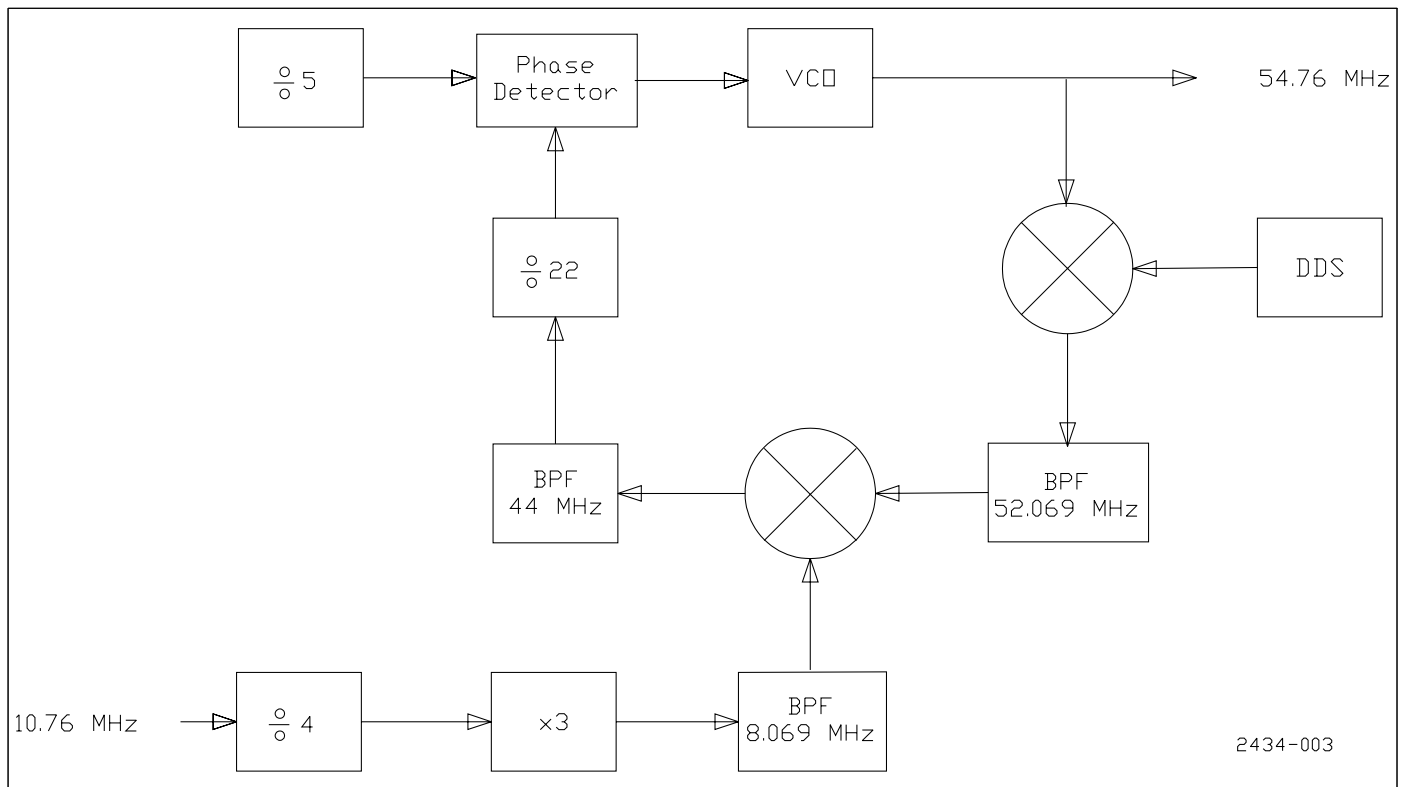 ÷ 5
Phase
Detector
VCO
54.76 MHz
÷ 22
DDS
BPF
44 MHz
BPF
52.069 MHz
10.76 MHz
÷ 4
×3
BPF
8.069 MHz
2434-003